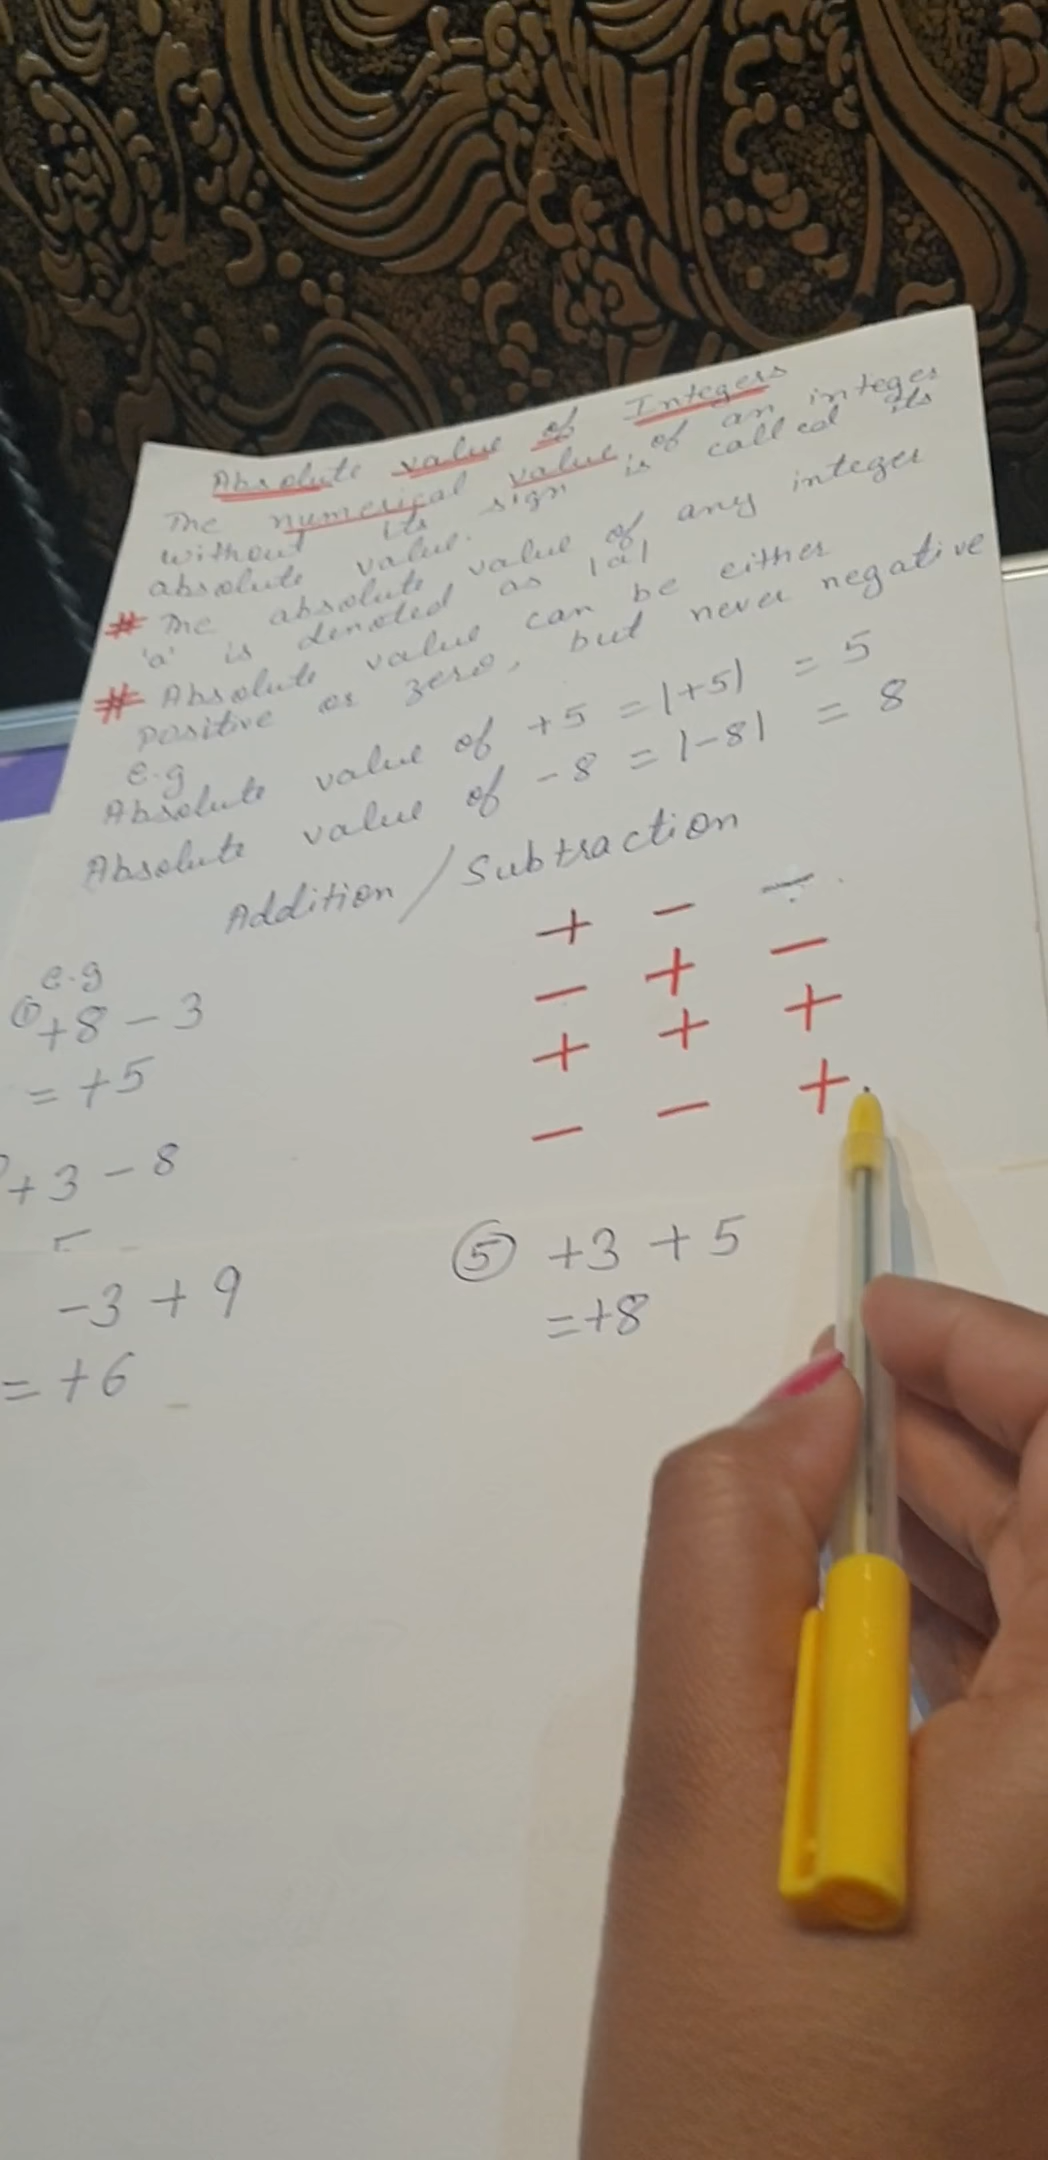 Absolute value of Integers
The numerical value of an integer
without its sign is called its
absolute value.
# The absolute value of any integer
'a' is denoted as |a|
# Absolute value can be either
positive or zero, but never negative
e.g
Absolute value of +5 = |+5| = 5
Absolute value of -8 = |-8| = 8
Addition / Subtraction
+ - -
- + -
+ + +
- - +
e.g
① +8 - 3
= +5
+3 - 8
-3 + 9
= +6
⑤ +3 + 5
= +8